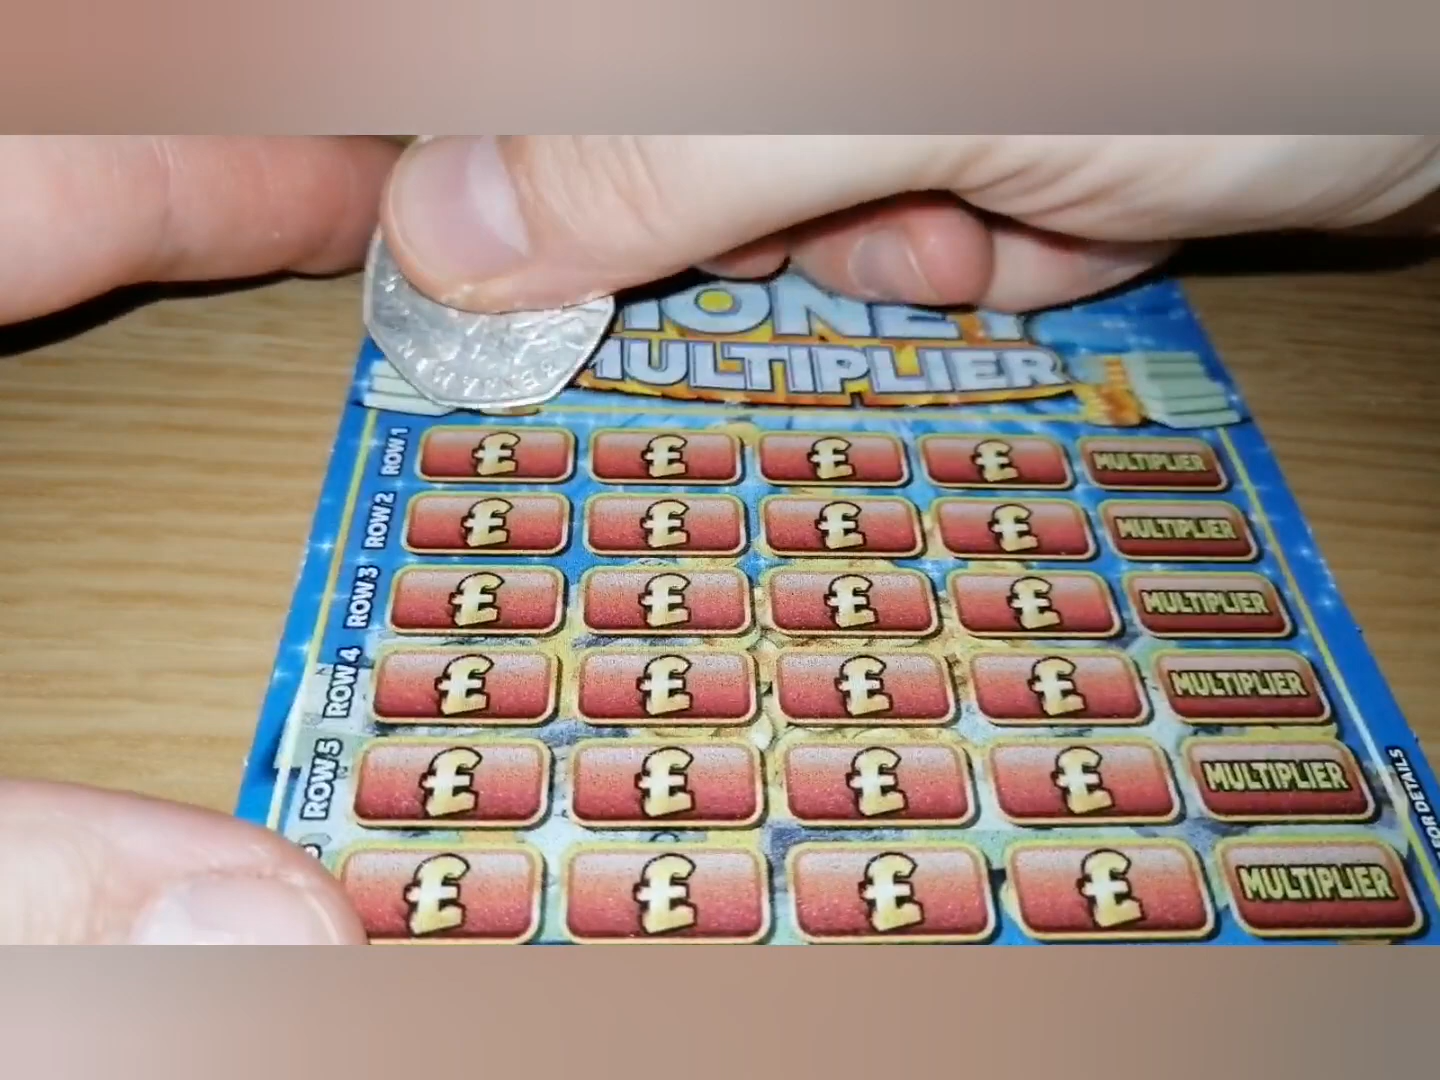 MULTIPLIER
ROW 1 £ £ £ £ MULTIPLIER
ROW 2 £ £ £ £ MULTIPLIER
ROW 3 £ £ £ £ MULTIPLIER
ROW 4 £ £ £ £ MULTIPLIER
ROW 5 £ £ £ £ MULTIPLIER
£ £ £ £ MULTIPLIER
FOR DETAILS